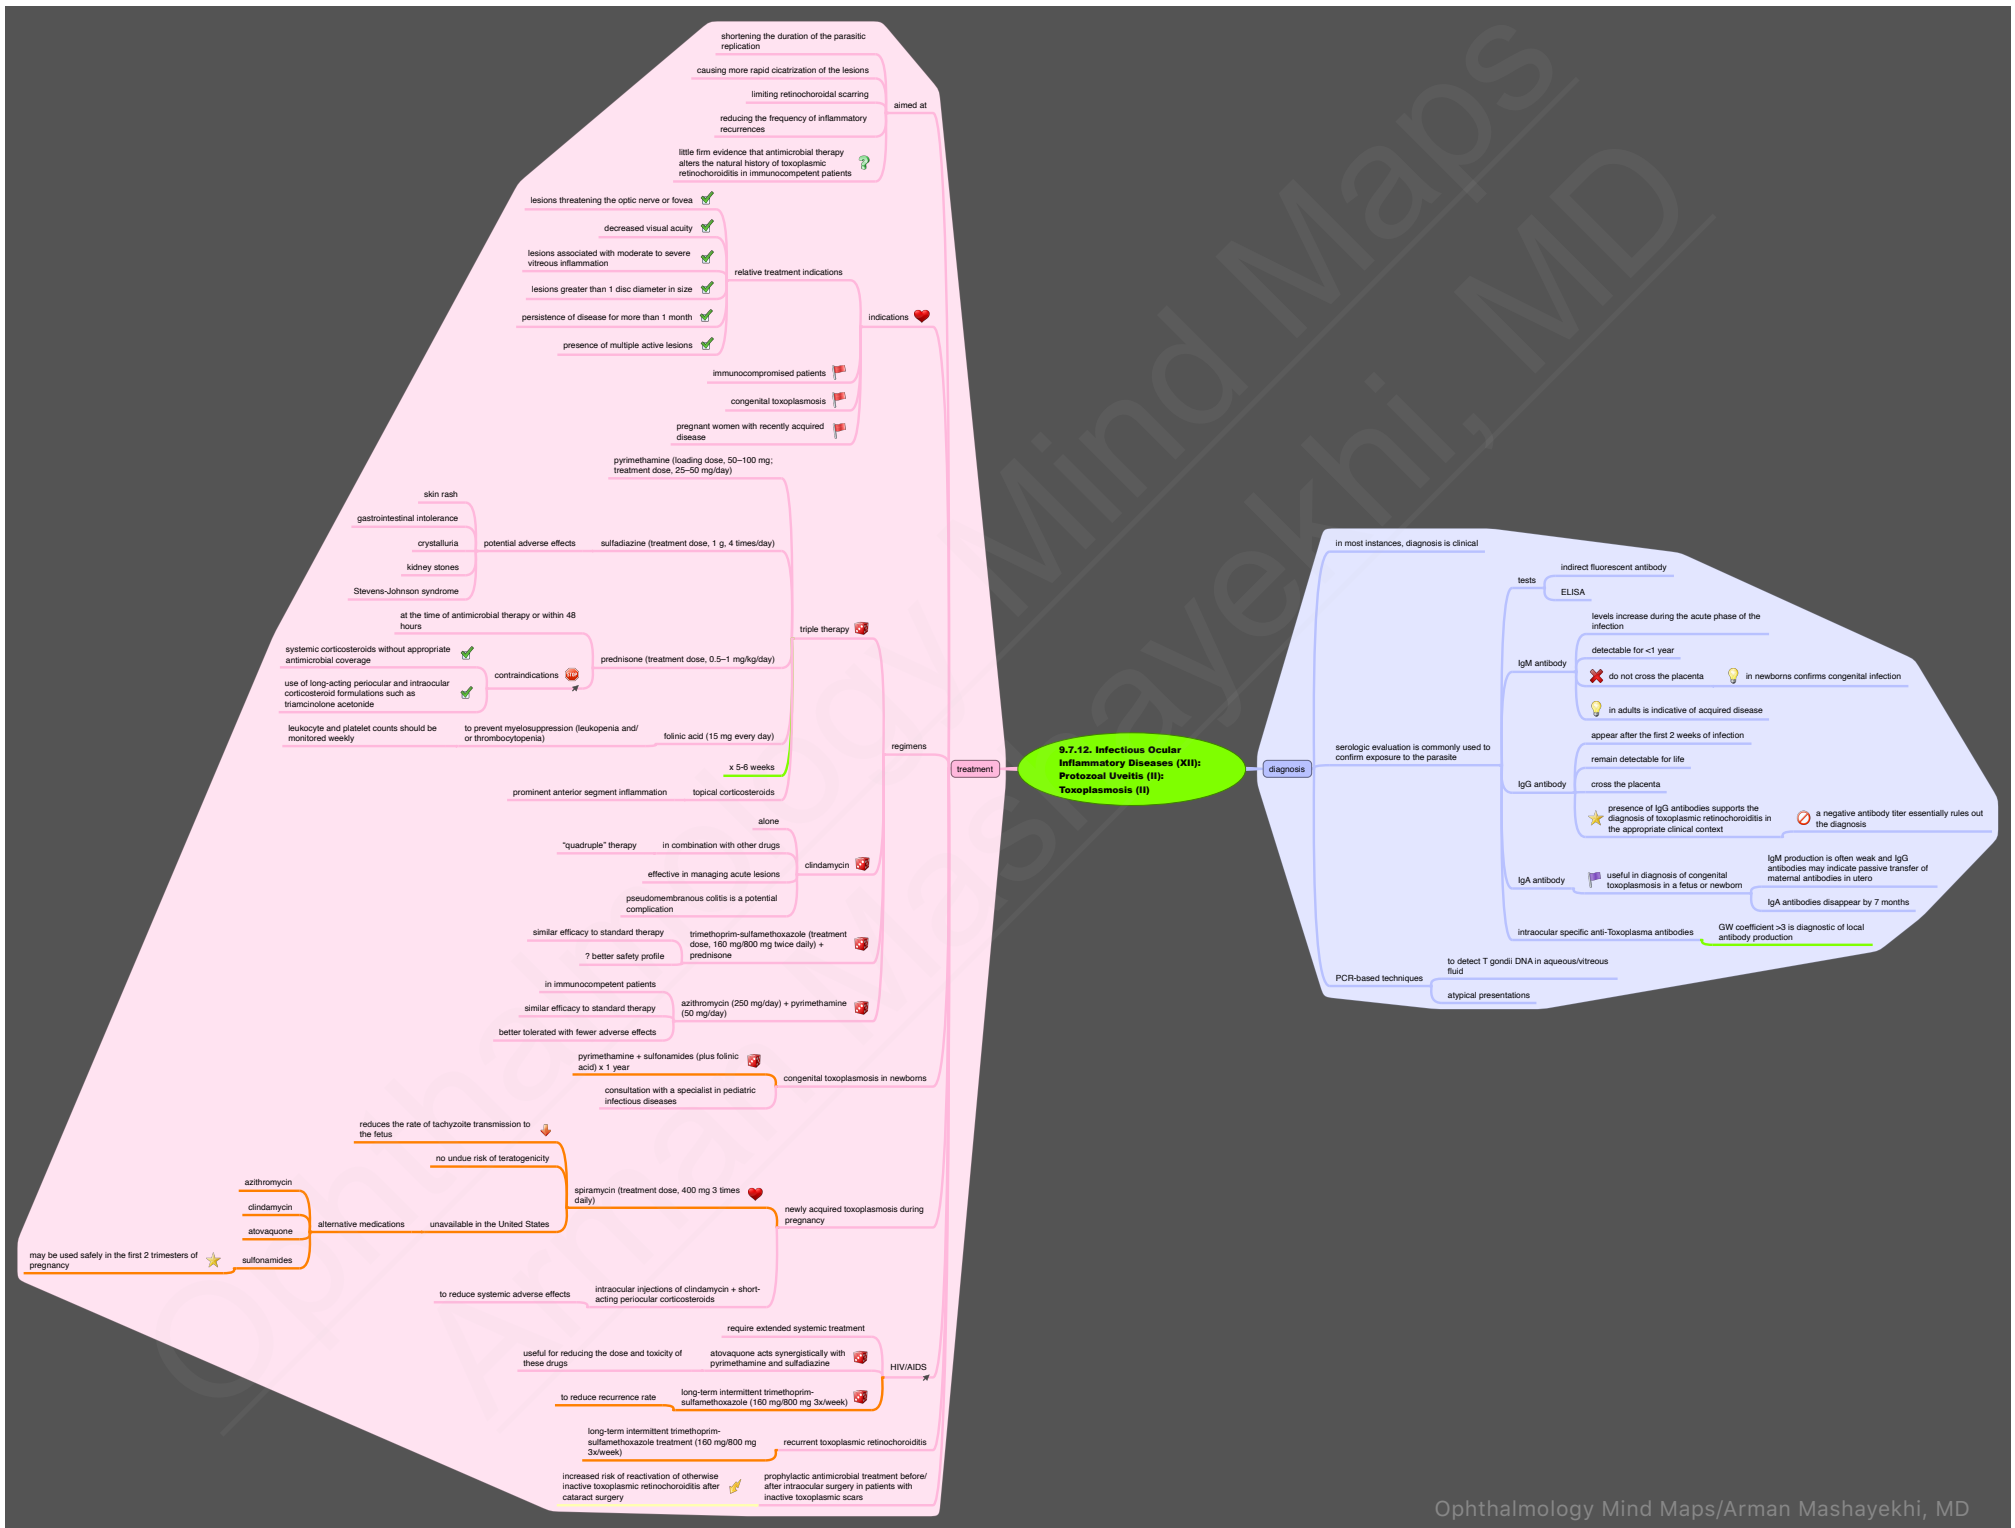 shortening the duration of the parasitic
replication
causing more rapid cicatrization of the lesions
limiting retinochoroidal scarring
reducing the frequency of inflammatory
recurrences
little firm evidence that antimicrobial therapy
alters the natural history of toxoplasmic
retinochoroiditis in immunocompetent patients
aimed at
lesions threatening the optic nerve or fovea
decreased visual acuity
lesions associated with moderate to severe
vitreous inflammation
lesions greater than 1 disc diameter in size
persistence of disease for more than 1 month
presence of multiple active lesions
relative treatment indications
immunocompromised patients
congenital toxoplasmosis
pregnant women with recently acquired
disease
indications
pyrimethamine (loading dose, 50–100 mg;
treatment dose, 25–50 mg/day)
skin rash
gastrointestinal intolerance
crystalluria
kidney stones
Stevens-Johnson syndrome
potential adverse effects
sulfadiazine (treatment dose, 1 g, 4 times/day)
at the time of antimicrobial therapy or within 48
hours
systemic corticosteroids without appropriate
antimicrobial coverage
use of long-acting periocular and intraocular
corticosteroid formulations such as
triamcinolone acetonide
contraindications
STOP
prednisone (treatment dose, 0.5–1 mg/kg/day)
leukocyte and platelet counts should be
monitored weekly
to prevent myelosuppression (leukopenia and/
or thrombocytopenia)
folinic acid (15 mg every day)
x 5-6 weeks
prominent anterior segment inflammation
topical corticosteroids
triple therapy
alone
“quadruple” therapy
in combination with other drugs
effective in managing acute lesions
pseudomembranous colitis is a potential
complication
clindamycin
similar efficacy to standard therapy
? better safety profile
trimethoprim-sulfamethoxazole (treatment
dose, 160 mg/800 mg twice daily) +
prednisone
in immunocompetent patients
similar efficacy to standard therapy
better tolerated with fewer adverse effects
azithromycin (250 mg/day) + pyrimethamine
(50 mg/day)
regimens
pyrimethamine + sulfonamides (plus folinic
acid) x 1 year
consultation with a specialist in pediatric
infectious diseases
congenital toxoplasmosis in newborns
reduces the rate of tachyzoite transmission to
the fetus
no undue risk of teratogenicity
azithromycin
clindamycin
atovaquone
may be used safely in the first 2 trimesters of
pregnancy
sulfonamides
alternative medications
unavailable in the United States
spiramycin (treatment dose, 400 mg 3 times
daily)
to reduce systemic adverse effects
intraocular injections of clindamycin + short-
acting periocular corticosteroids
newly acquired toxoplasmosis during
pregnancy
require extended systemic treatment
useful for reducing the dose and toxicity of
these drugs
atovaquone acts synergistically with
pyrimethamine and sulfadiazine
to reduce recurrence rate
long-term intermittent trimethoprim-
sulfamethoxazole (160 mg/800 mg 3x/week)
HIV/AIDS
long-term intermittent trimethoprim-
sulfamethoxazole treatment (160 mg/800 mg
3x/week)
recurrent toxoplasmic retinochoroiditis
increased risk of reactivation of otherwise
inactive toxoplasmic retinochoroiditis after
cataract surgery
prophylactic antimicrobial treatment before/
after intraocular surgery in patients with
inactive toxoplasmic scars
treatment
9.7.12. Infectious Ocular
Inflammatory Diseases (XII):
Protozoal Uveitis (II):
Toxoplasmosis (II)
diagnosis
in most instances, diagnosis is clinical
serologic evaluation is commonly used to
confirm exposure to the parasite
tests
indirect fluorescent antibody
ELISA
IgM antibody
levels increase during the acute phase of the
infection
detectable for <1 year
do not cross the placenta
in newborns confirms congenital infection
in adults is indicative of acquired disease
IgG antibody
appear after the first 2 weeks of infection
remain detectable for life
cross the placenta
presence of IgG antibodies supports the
diagnosis of toxoplasmic retinochoroiditis in
the appropriate clinical context
a negative antibody titer essentially rules out
the diagnosis
IgA antibody
useful in diagnosis of congenital
toxoplasmosis in a fetus or newborn
IgM production is often weak and IgG
antibodies may indicate passive transfer of
maternal antibodies in utero
IgA antibodies disappear by 7 months
intraocular specific anti-Toxoplasma antibodies
GW coefficient >3 is diagnostic of local
antibody production
PCR-based techniques
to detect T gondii DNA in aqueous/vitreous
fluid
atypical presentations
Ophthalmology Mind Maps
Arman Mashayekhi, MD
Ophthalmology Mind Maps/Arman Mashayekhi, MD